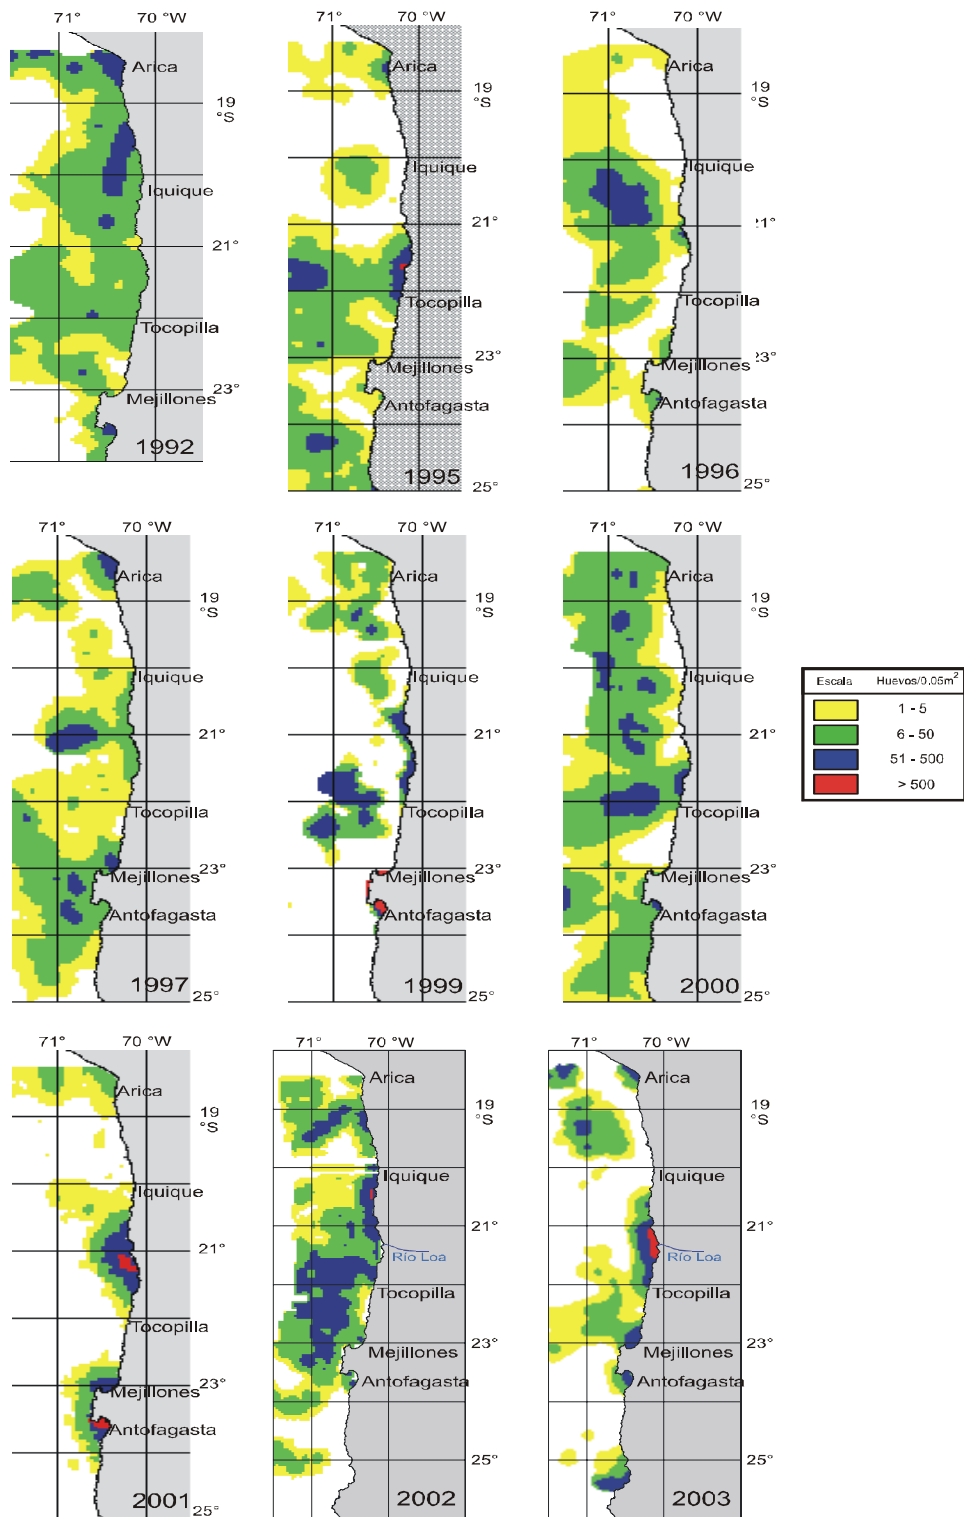 71° 70 °W
Arica
19
°S
Iquique
21°
Tocopilla
23°
Mejillones
1992
71° 70 °W
Arica
19
°S
Iquique
21°
Tocopilla
23°
Mejillones
Antofagasta
1995
25°
71° 70 °W
Arica
19
°S
Iquique
21°
Tocopilla
23°
Mejillones
Antofagasta
1996
25°
71° 70 °W
Arica
19
°S
Iquique
21°
Tocopilla
23°
Mejillones
Antofagasta
1997
25°
71° 70 °W
Arica
19
°S
Iquique
21°
Tocopilla
23°
Mejillones
Antofagasta
1999
25°
71° 70 °W
Arica
19
°S
Iquique
21°
Tocopilla
23°
Mejillones
Antofagasta
2000
25°
Escala Huevos/0,05m²
1 - 5
6 - 50
51 - 500
> 500
71° 70 °W
Arica
19
°S
Iquique
21°
Tocopilla
23°
Mejillones
Antofagasta
2001
25°
71° 70 °W
Arica
19
°S
Iquique
21°
Río Loa
Tocopilla
23°
Mejillones
Antofagasta
25°
2002
71° 70 °W
Arica
19
°S
Iquique
21°
Río Loa
Tocopilla
23°
Mejillones
Antofagasta
25°
2003